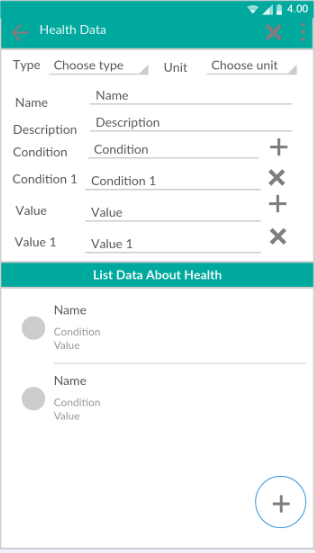 4.00
Health Data
Type Choose type Unit Choose unit
Name Name
Description Description
Condition Condition
Condition 1 Condition 1
Value Value
Value 1 Value 1
List Data About Health
Name
Condition
Value
Name
Condition
Value